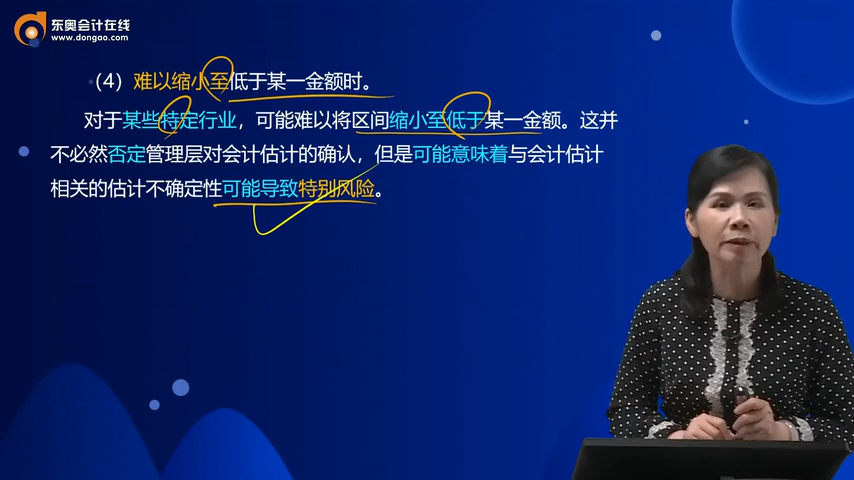 东奥会计在线
www.dongao.com
（4）难以缩小至低于某一金额时。
对于某些特定行业，可能难以将区间缩小至低于某一金额。这并
不必然否定管理层对会计估计的确认，但是可能意味着与会计估计
相关的估计不确定性可能导致特别风险。